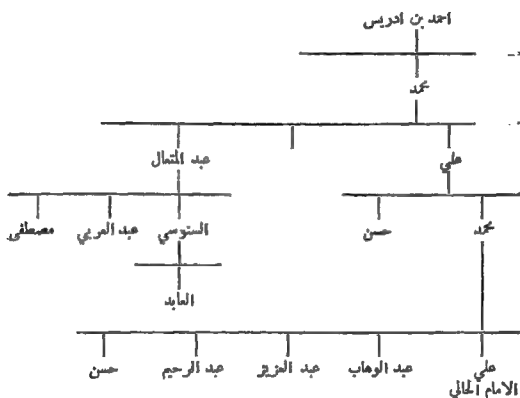 احمد بن ادريس
محمد
علي عبد المتعال
محمد حسن السنوسي عبد العربي مصطفى
العابد
علي عبد الوهاب عبد العزيز عبد الرحيم حسن
الامام الحالي